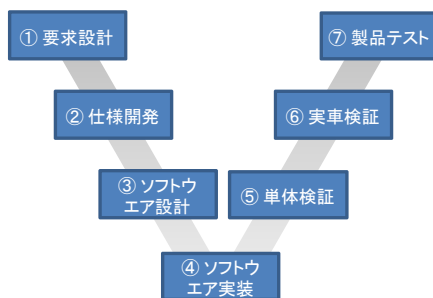 ① 要求設計
⑦ 製品テスト
② 仕様開発
⑥ 実車検証
③ ソフトウ
エア設計
⑤ 単体検証
④ ソフトウ
エア実装